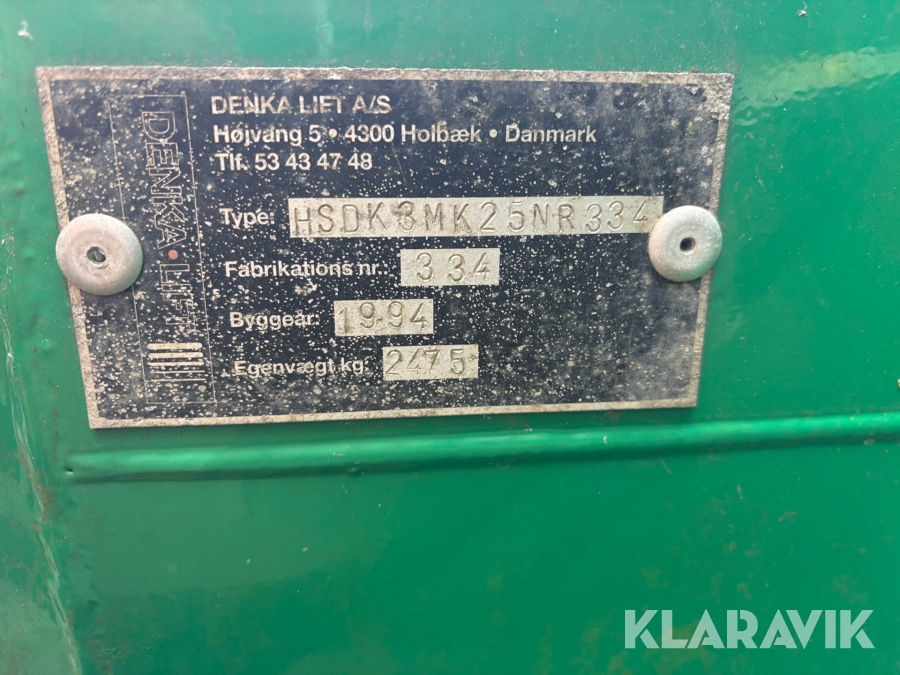 DENKA LIFT A/S
Højvang 5 • 4300 Holbæk • Danmark
Tlf. 53 43 47 48
DENKA • LIFT
Type: HSDK3MK25NR334
Fabrikations nr.: 334
Byggeår: 1994
Egenvægt kg: 2475
KLARAVIK